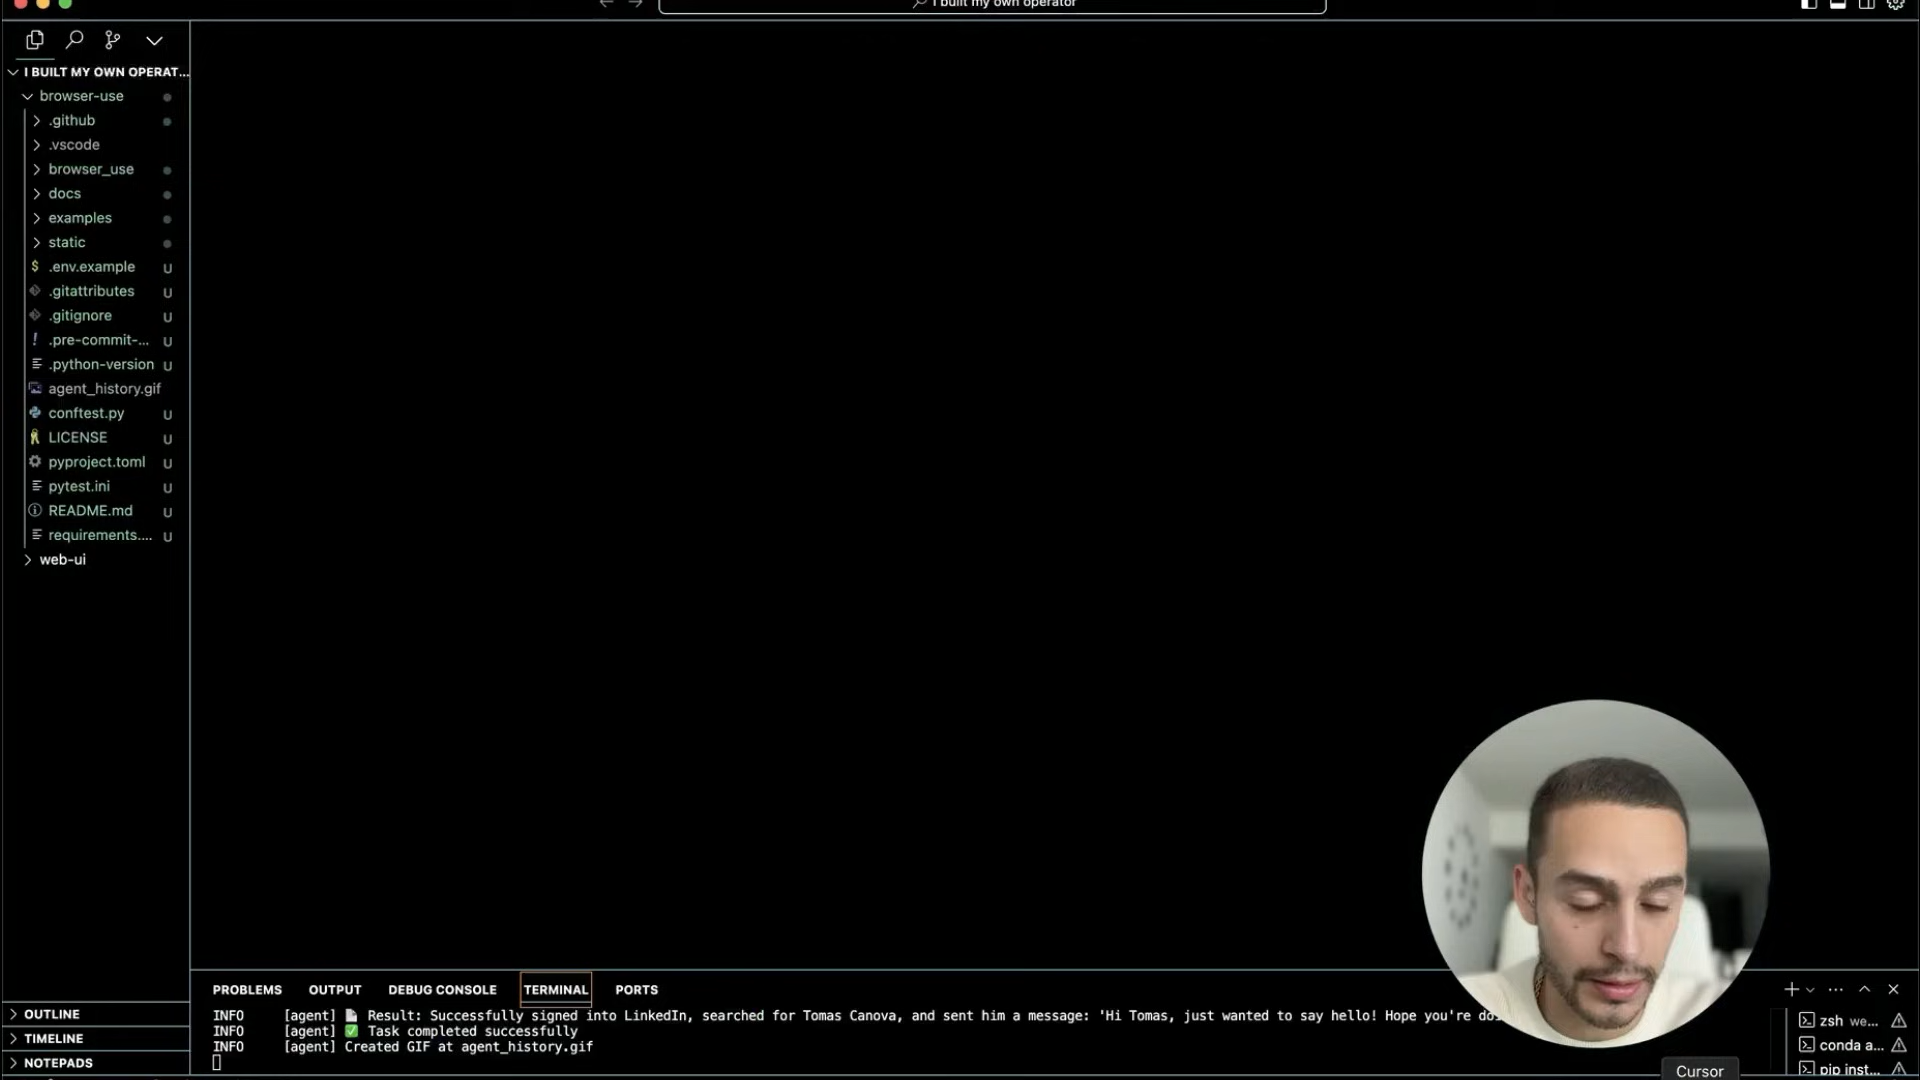 I built my own operator
I BUILT MY OWN OPERAT...
browser-use
.github
.vscode
browser_use
docs
examples
static
.env.example U
.gitattributes U
.gitignore U
.pre-commit-... U
.python-version U
agent_history.gif
conftest.py U
LICENSE U
pyproject.toml U
pytest.ini U
README.md U
requirements.... U
web-ui
OUTLINE
TIMELINE
NOTEPADS
PROBLEMS OUTPUT DEBUG CONSOLE TERMINAL PORTS
INFO [agent] 📄 Result: Successfully signed into LinkedIn, searched for Tomas Canova, and sent him a message: 'Hi Tomas, just wanted to say hello! Hope you're do
INFO [agent] ✅ Task completed successfully
INFO [agent] Created GIF at agent_history.gif
zsh we...
conda a...
pip inst...
Cursor